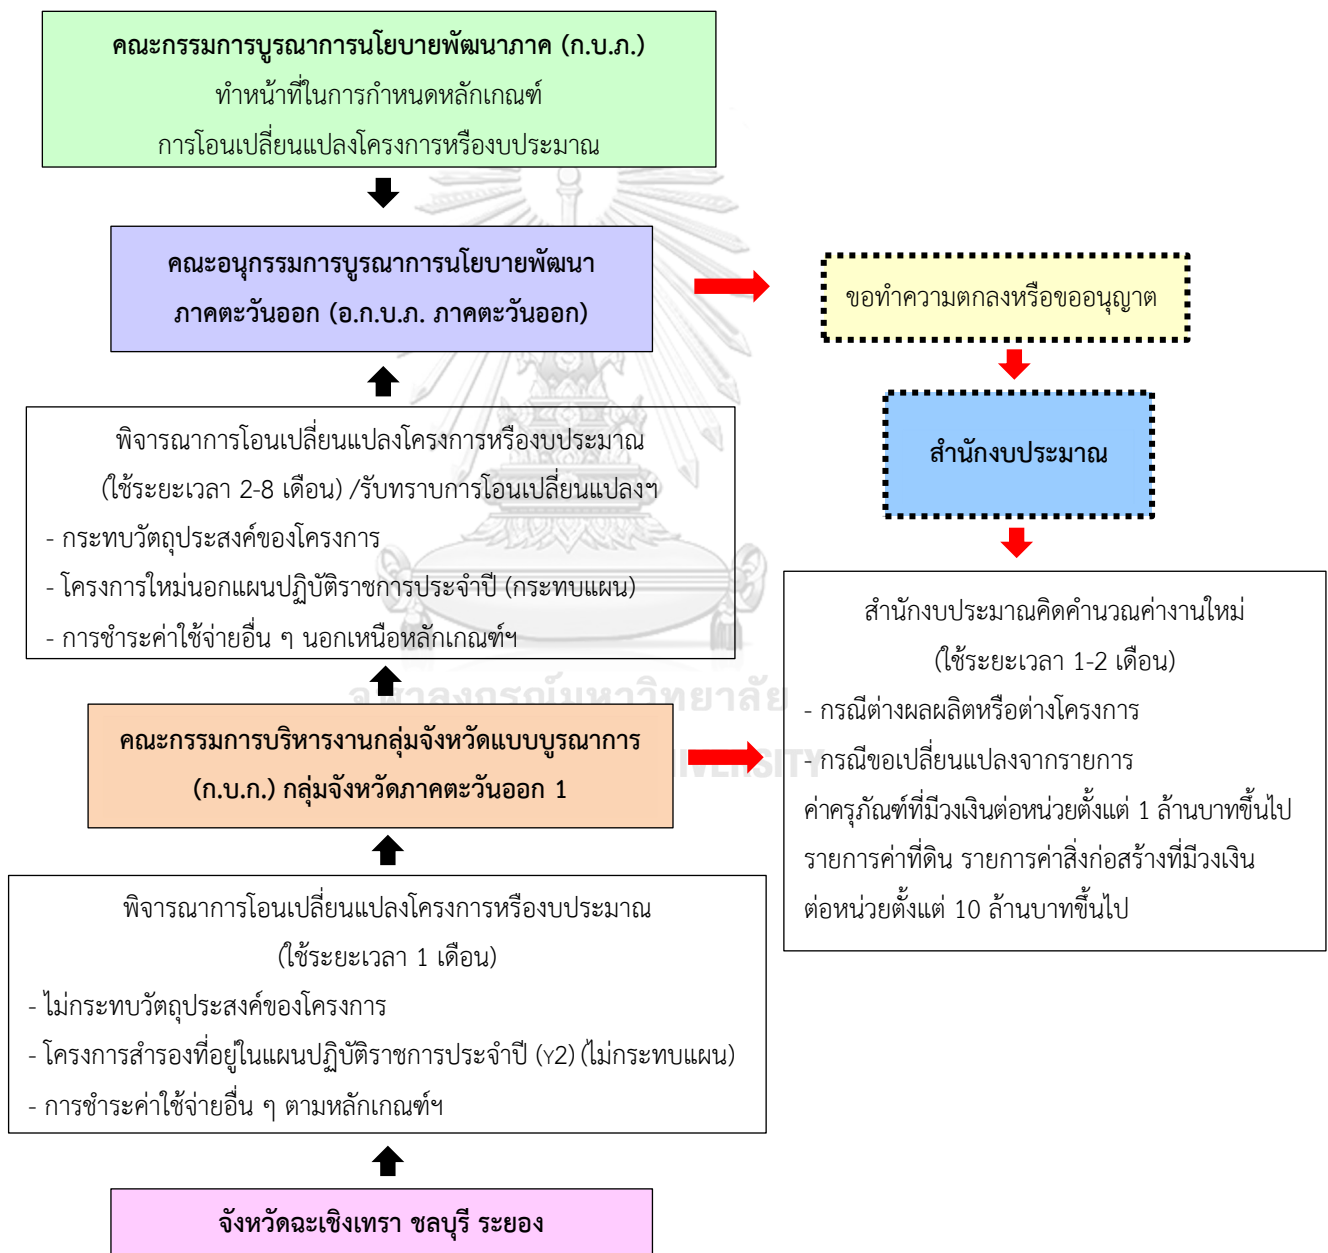 คณะกรรมการบูรณาการนโยบายพัฒนาภาค (ก.บ.ภ.)
ทำหน้าที่ในการกำหนดหลักเกณฑ์
การโอนเปลี่ยนแปลงโครงการหรืองบประมาณ
คณะอนุกรรมการบูรณาการนโยบายพัฒนา
ภาคตะวันออก (อ.ก.บ.ภ. ภาคตะวันออก)
ขอทำความตกลงหรือขออนุญาต
สำนักงบประมาณ
พิจารณาการโอนเปลี่ยนแปลงโครงการหรืองบประมาณ
(ใช้ระยะเวลา 2-8 เดือน) /รับทราบการโอนเปลี่ยนแปลงฯ
- กระทบวัตถุประสงค์ของโครงการ
- โครงการใหม่นอกแผนปฏิบัติราชการประจำปี (กระทบแผน)
- การชำระค่าใช้จ่ายอื่น ๆ นอกเหนือหลักเกณฑ์ฯ
สำนักงบประมาณคิดคำนวณค่างานใหม่
(ใช้ระยะเวลา 1-2 เดือน)
- กรณีต่างผลผลิตหรือต่างโครงการ
- กรณีขอเปลี่ยนแปลงจากรายการ
ค่าครุภัณฑ์ที่มีวงเงินต่อหน่วยตั้งแต่ 1 ล้านบาทขึ้นไป
รายการค่าที่ดิน รายการค่าสิ่งก่อสร้างที่มีวงเงิน
ต่อหน่วยตั้งแต่ 10 ล้านบาทขึ้นไป
จุฬาลงกรณ์มหาวิทยาลัย
คณะกรรมการบริหารงานกลุ่มจังหวัดแบบบูรณาการ
(ก.บ.ก.) กลุ่มจังหวัดภาคตะวันออก 1
พิจารณาการโอนเปลี่ยนแปลงโครงการหรืองบประมาณ
(ใช้ระยะเวลา 1 เดือน)
- ไม่กระทบวัตถุประสงค์ของโครงการ
- โครงการสำรองที่อยู่ในแผนปฏิบัติราชการประจำปี (Y2) (ไม่กระทบแผน)
- การชำระค่าใช้จ่ายอื่น ๆ ตามหลักเกณฑ์ฯ
จังหวัดฉะเชิงเทรา ชลบุรี ระยอง